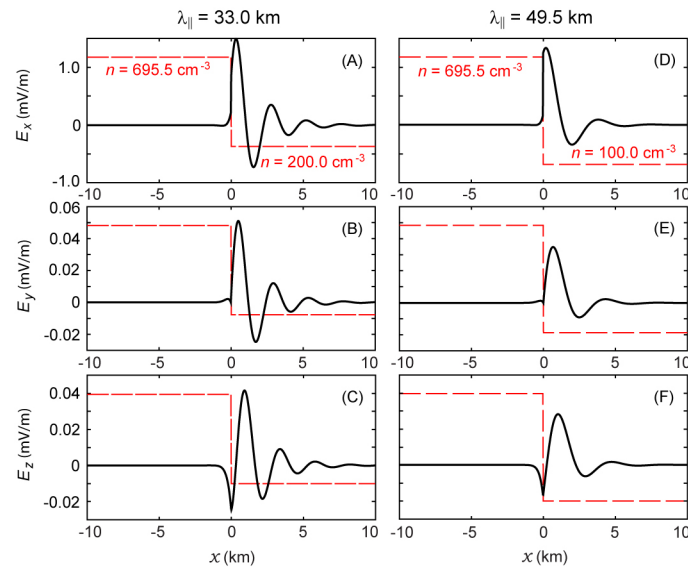 λ|| = 33.0 km
λ|| = 49.5 km
(A)
n = 695.5 cm-3
n = 200.0 cm-3
Ex (mV/m)
1.0
0
-1.0
-10 -5 0 5 10
(D)
n = 695.5 cm-3
n = 100.0 cm-3
-10 -5 0 5 10
(B)
Ey (mV/m)
0.06
0.04
0.02
0
-0.02
-10 -5 0 5 10
(E)
-10 -5 0 5 10
(C)
Ez (mV/m)
0.04
0.02
0
-0.02
-10 -5 0 5 10
x (km)
(F)
-10 -5 0 5 10
x (km)